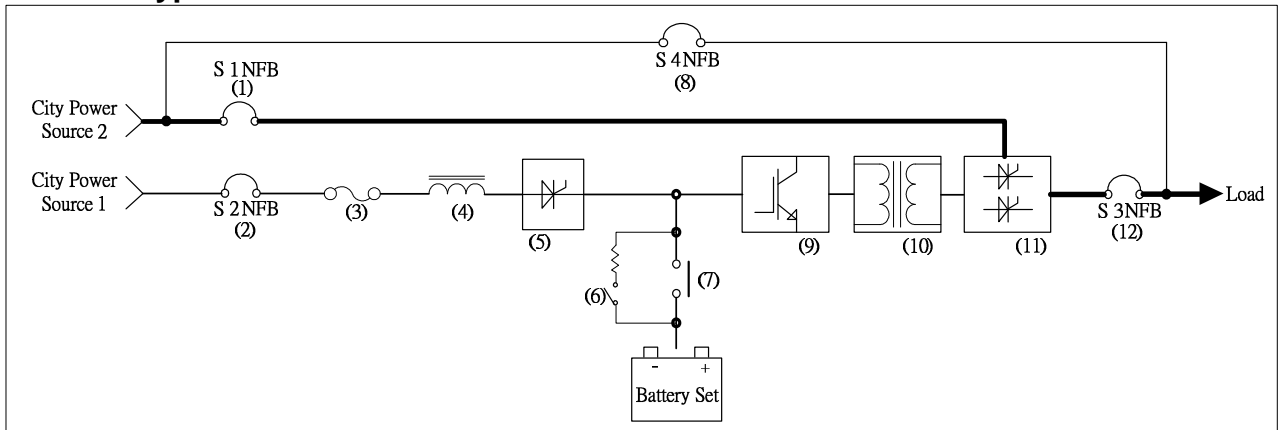 S 4NFB
(8)
S 1NFB
(1)
City Power
Source 2
City Power
Source 1
S 2NFB
(2)
(3)
(4)
(5)
(6)
(7)
(9)
(10)
(11)
S 3NFB
(12)
Load
- +
Battery Set